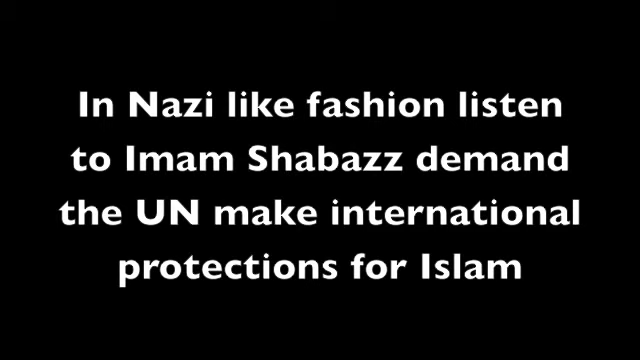 In Nazi like fashion listen
to Imam Shabazz demand
the UN make international
protections for Islam